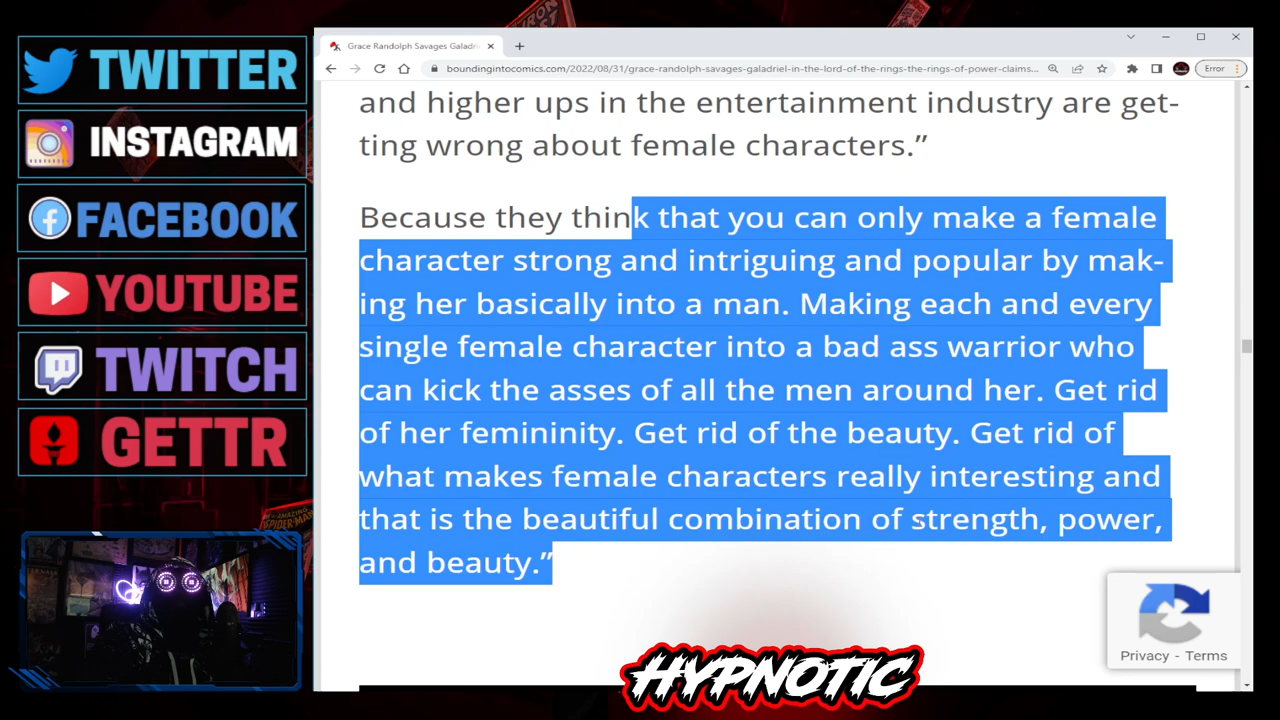 TWITTER
INSTAGRAM
FACEBOOK
YOUTUBE
TWITCH
GETTR
Grace Randolph Savages Galadri
boundingintocomics.com/2022/08/31/grace-randolph-savages-galadriel-in-the-lord-of-the-rings-the-rings-of-power-claims...
Error
and higher ups in the entertainment industry are get-
ting wrong about female characters.”
Because they think that you can only make a female
character strong and intriguing and popular by mak-
ing her basically into a man. Making each and every
single female character into a bad ass warrior who
can kick the asses of all the men around her. Get rid
of her femininity. Get rid of the beauty. Get rid of
what makes female characters really interesting and
that is the beautiful combination of strength, power,
and beauty.”
Privacy - Terms
HYPNOTIC